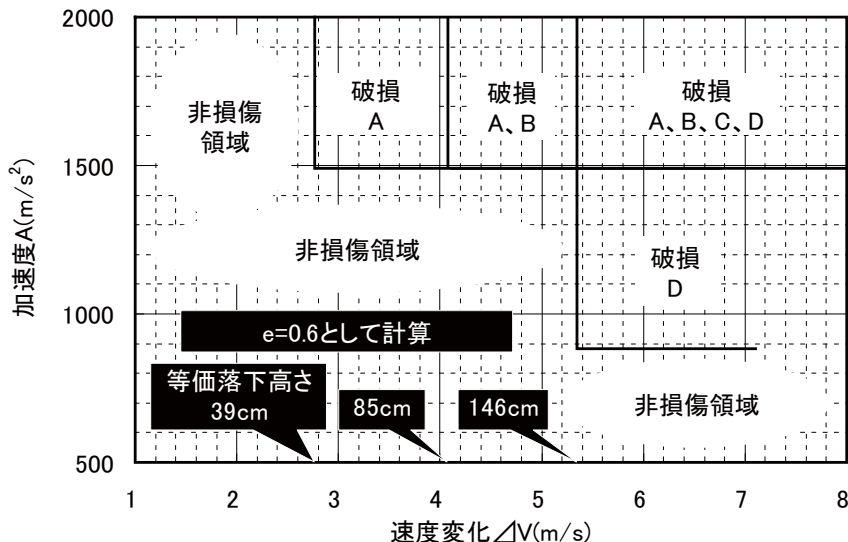 2000
1500
1000
500
加速度A(m/s²)
非損傷
領域
破損
A
破損
A、B
破損
A、B、C、D
非損傷領域
破損
D
e=0.6として計算
等価落下高さ
39cm
85cm
146cm
非損傷領域
1 2 3 4 5 6 7 8
速度変化⊿V(m/s)